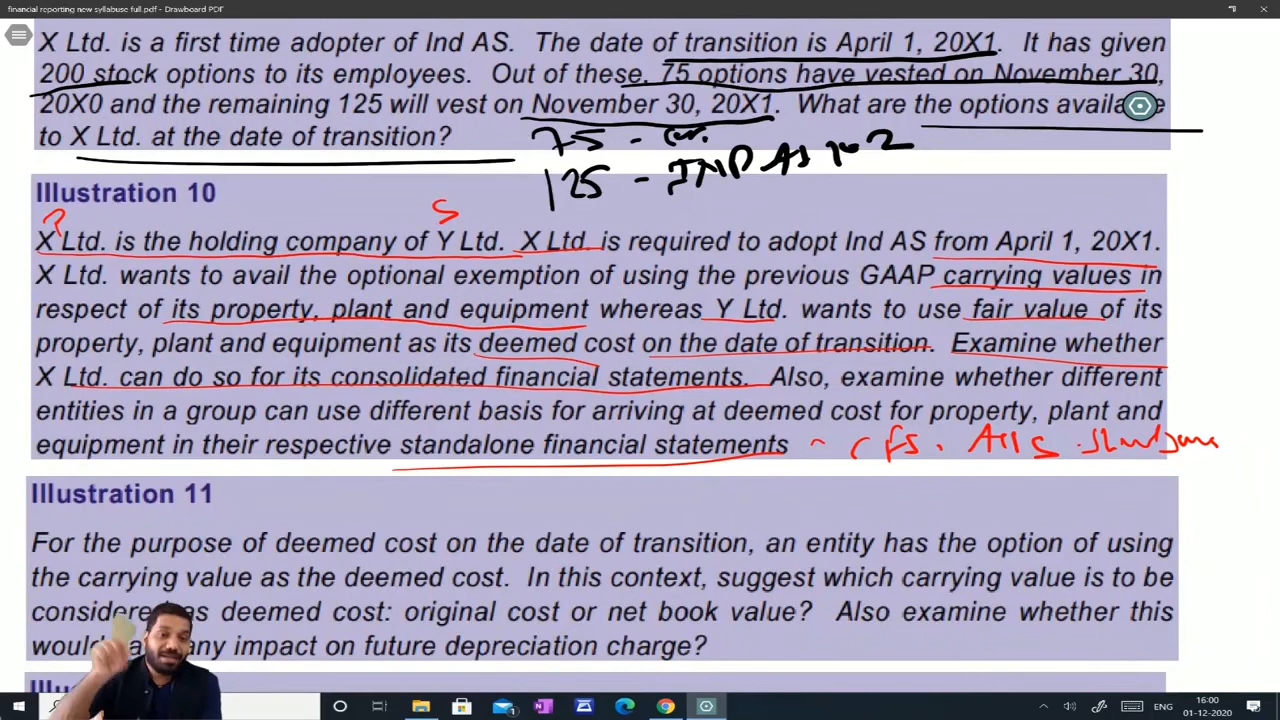 financial reporting new syllabuse full.pdf - Drawboard PDF
X Ltd. is a first time adopter of Ind AS. The date of transition is April 1, 20X1. It has given
200 stock options to its employees. Out of these, 75 options have vested on November 30,
20X0 and the remaining 125 will vest on November 30, 20X1. What are the options
to X Ltd. at the date of transition?
75 -
125 - IND AS 102
Illustration 10
P
S
X Ltd. is the holding company of Y Ltd. X Ltd. is required to adopt Ind AS from April 1, 20X1.
X Ltd. wants to avail the optional exemption of using the previous GAAP carrying values in
respect of its property, plant and equipment whereas Y Ltd. wants to use fair value of its
property, plant and equipment as its deemed cost on the date of transition. Examine whether
X Ltd. can do so for its consolidated financial statements. Also, examine whether different
entities in a group can use different basis for arriving at deemed cost for property, plant and
equipment in their respective standalone financial statements
Illustration 11
For the purpose of deemed cost on the date of transition, an entity has the option of using
the carrying value as the deemed cost. In this context, suggest which carrying value is to be
as deemed cost: original cost or net book value? Also examine whether this
any impact on future depreciation charge?
ENG
16:00
01-12-2020